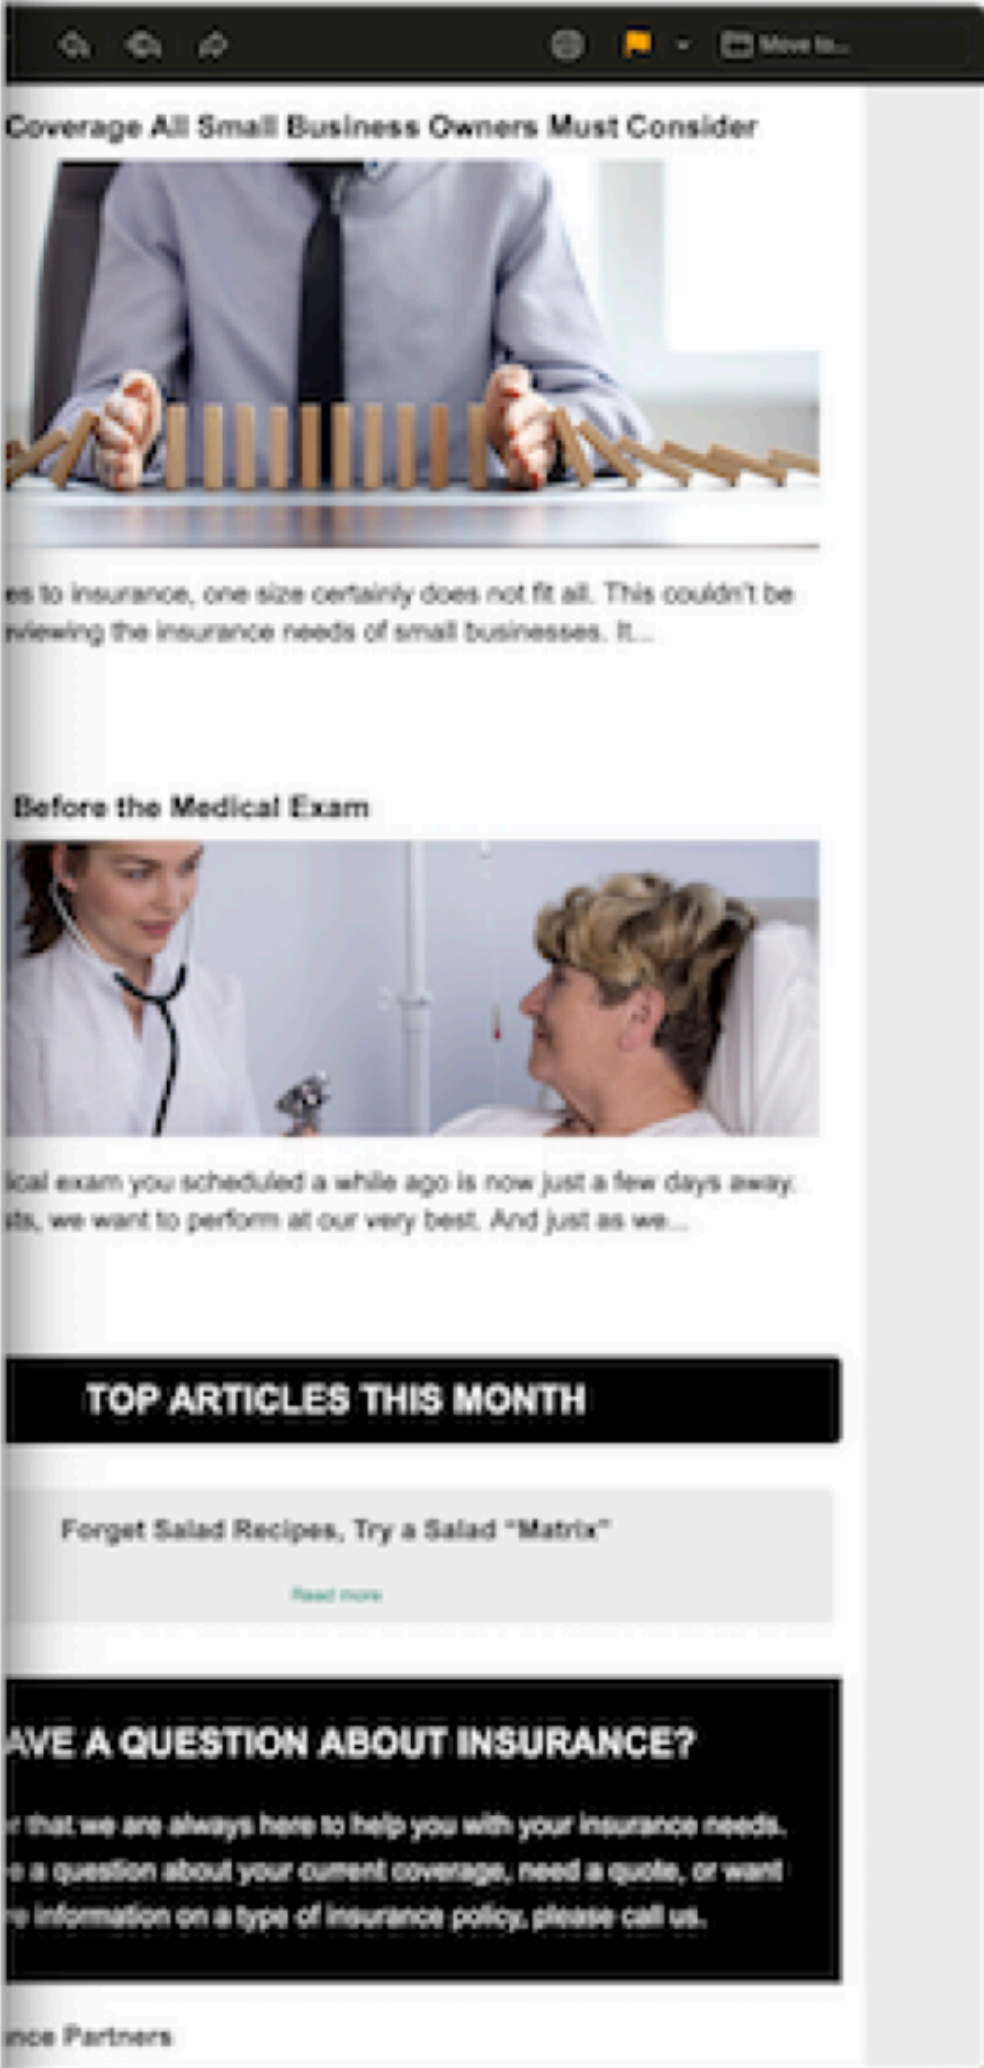 Move to...
Coverage All Small Business Owners Must Consider
es to insurance, one size certainly does not fit all. This couldn't be
viewing the insurance needs of small businesses. It...
Before the Medical Exam
ical exam you scheduled a while ago is now just a few days away.
sts, we want to perform at our very best. And just as we...
TOP ARTICLES THIS MONTH
Forget Salad Recipes, Try a Salad "Matrix"
Read more
AVE A QUESTION ABOUT INSURANCE?
r that we are always here to help you with your insurance needs.
e a question about your current coverage, need a quote, or want
e information on a type of insurance policy, please call us.
nce Partners